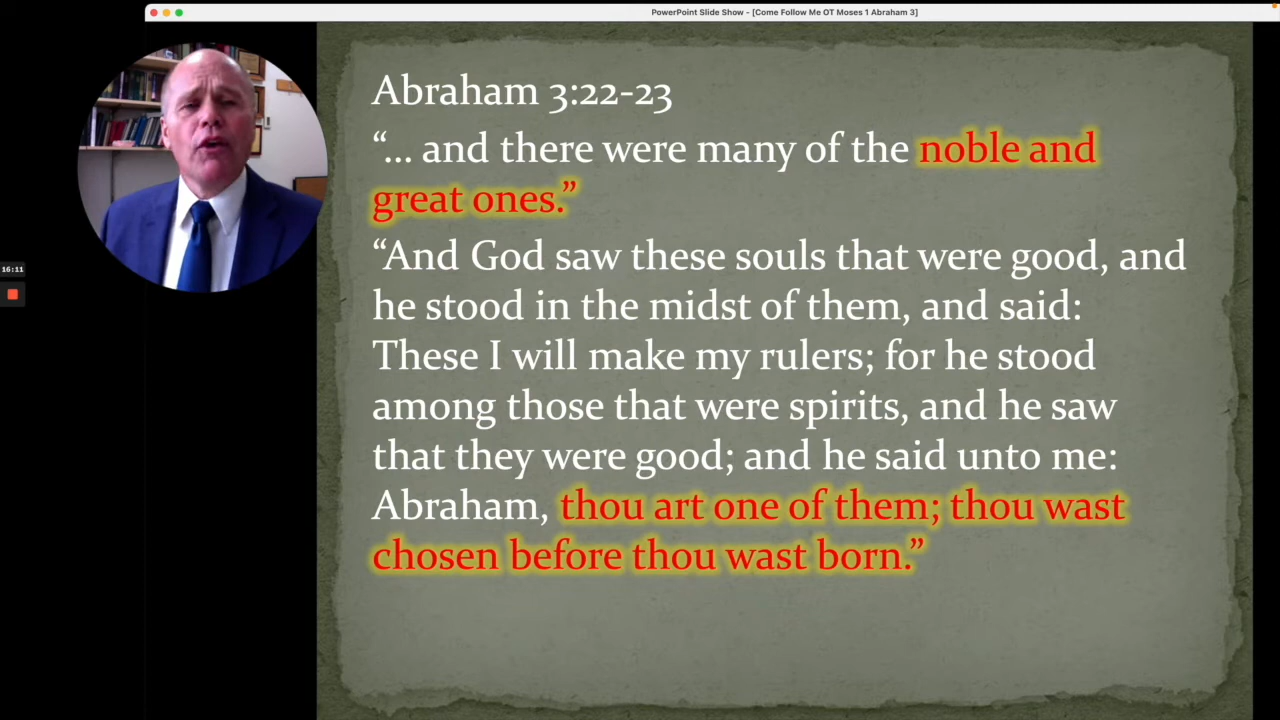 PowerPoint Slide Show - [Come Follow Me OT Moses 1 Abraham 3]
Abraham 3:22-23
“... and there were many of the noble and
great ones.”
“And God saw these souls that were good, and
he stood in the midst of them, and said:
These I will make my rulers; for he stood
among those that were spirits, and he saw
that they were good; and he said unto me:
Abraham, thou art one of them; thou wast
chosen before thou wast born.”
16:11